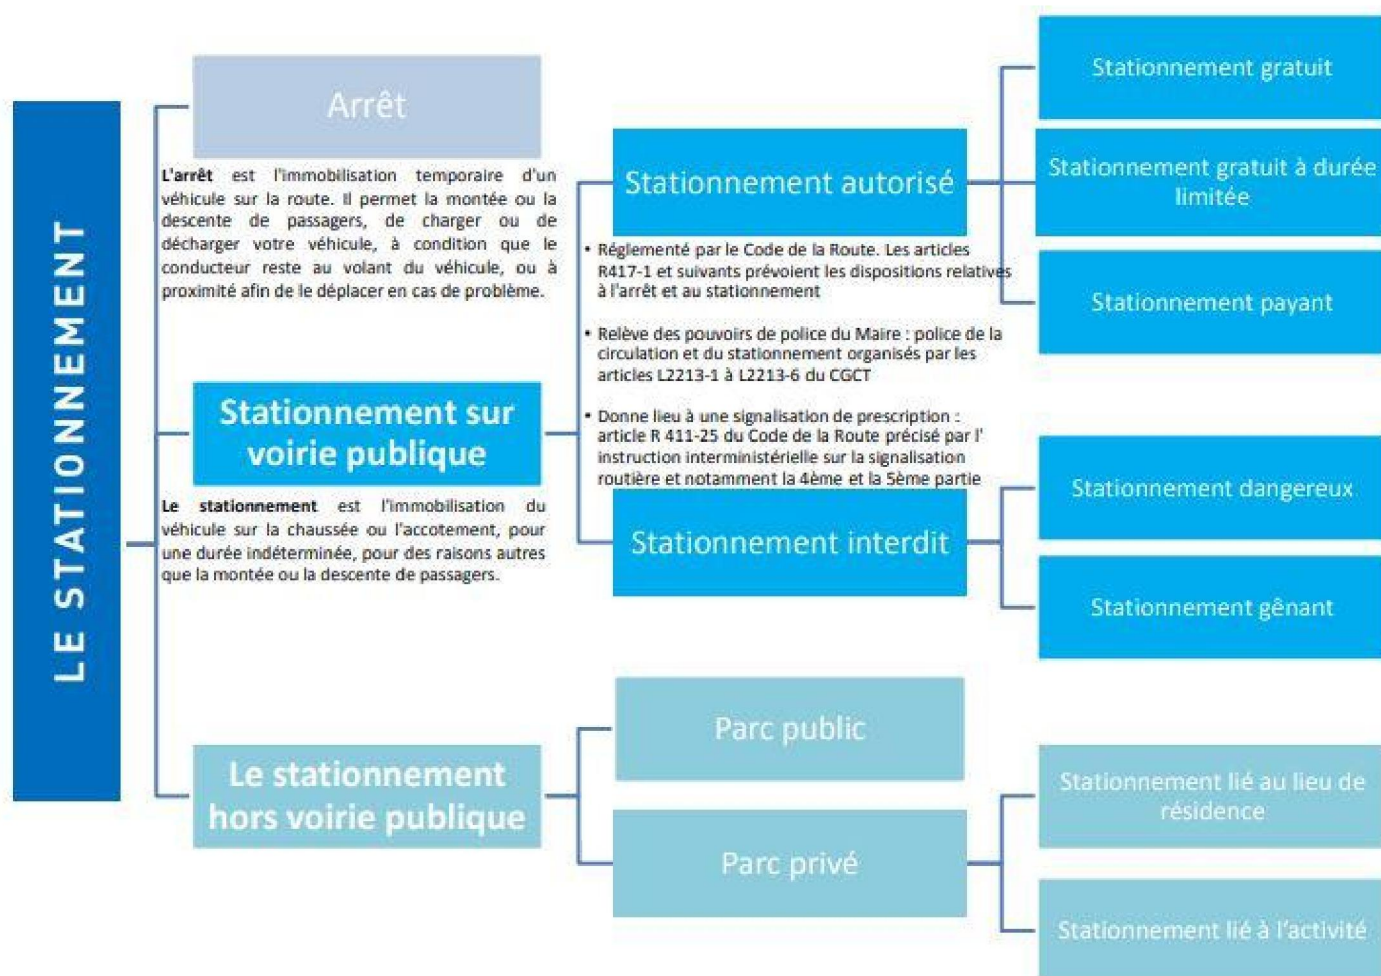 LE STATIONNEMENT
Arrêt
L'arrêt est l'immobilisation temporaire d'un
véhicule sur la route. Il permet la montée ou la
descente de passagers, de charger ou de
décharger votre véhicule, à condition que le
conducteur reste au volant du véhicule, ou à
proximité afin de le déplacer en cas de problème.
Stationnement sur
voirie publique
Le stationnement est l'immobilisation du
véhicule sur la chaussée ou l'accotement, pour
une durée indéterminée, pour des raisons autres
que la montée ou la descente de passagers.
Stationnement autorisé
• Réglementé par le Code de la Route. Les articles
R417-1 et suivants prévoient les dispositions relatives
à l'arrêt et au stationnement
• Relève des pouvoirs de police du Maire : police de la
circulation et du stationnement organisés par les
articles L2213-1 à L2213-6 du CGCT
• Donne lieu à une signalisation de prescription :
article R 411-25 du Code de la Route précisé par l'
instruction interministérielle sur la signalisation
routière et notamment la 4ème et la 5ème partie
Stationnement gratuit
Stationnement gratuit à durée
limitée
Stationnement payant
Stationnement interdit
Stationnement dangereux
Stationnement gênant
Le stationnement
hors voirie publique
Parc public
Parc privé
Stationnement lié au lieu de
résidence
Stationnement lié à l'activité